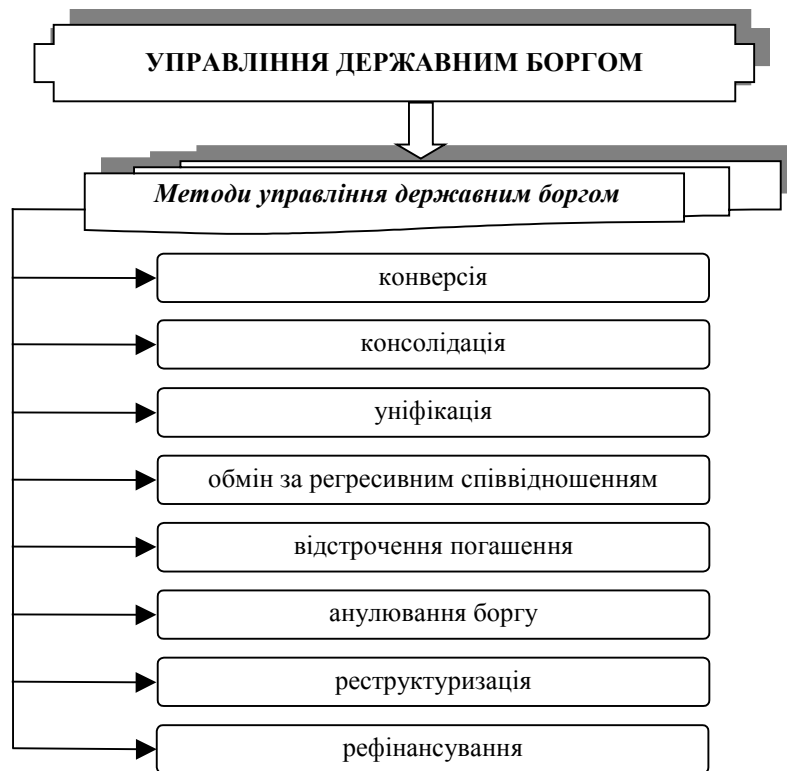 УПРАВЛІННЯ ДЕРЖАВНИМ БОРГОМ
Методи управління державним боргом
конверсія
консолідація
уніфікація
обмін за регресивним співвідношенням
відстрочення погашення
анулювання боргу
реструктуризація
рефінансування